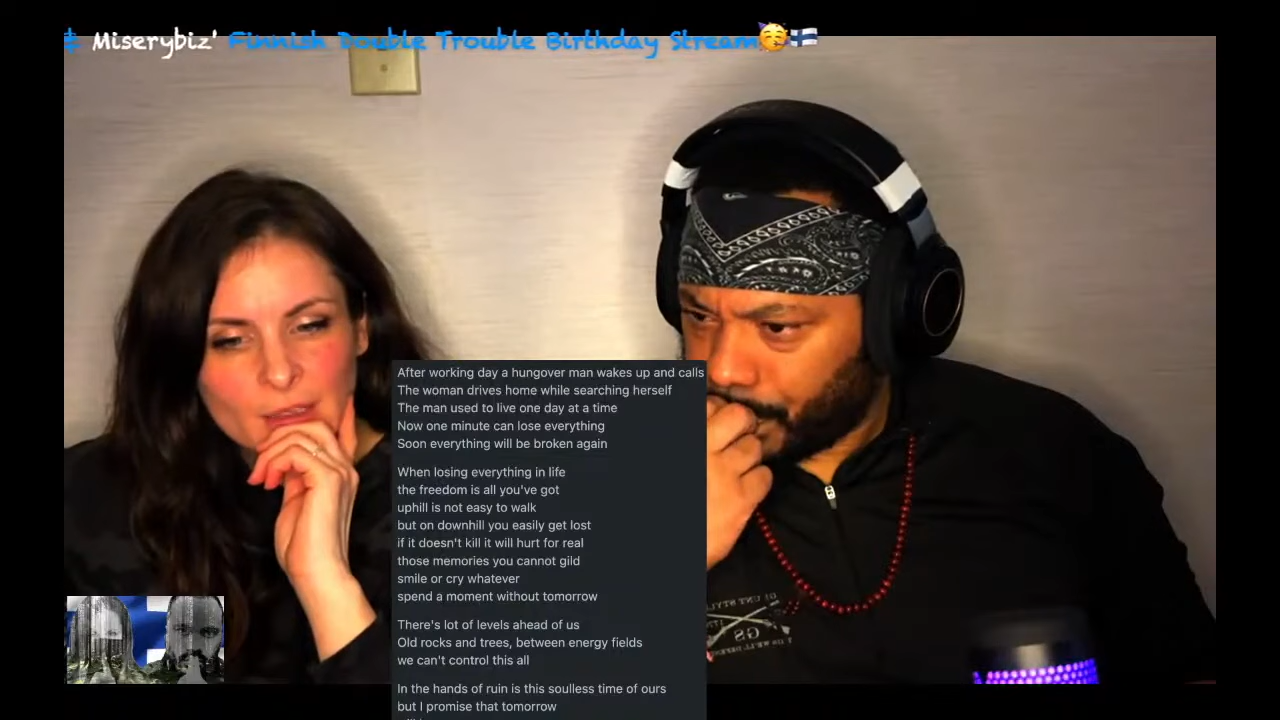 Miserybiz' Finnish Double Trouble Birthday Stream🥳🇫🇮
After working day a hungover man wakes up and calls
The woman drives home while searching herself
The man used to live one day at a time
Now one minute can lose everything
Soon everything will be broken again
When losing everything in life
the freedom is all you've got
uphill is not easy to walk
but on downhill you easily get lost
if it doesn't kill it will hurt for real
those memories you cannot gild
smile or cry whatever
spend a moment without tomorrow
There's lot of levels ahead of us
Old rocks and trees, between energy fields
we can't control this all
In the hands of ruin is this soulless time of ours
but I promise that tomorrow
GS